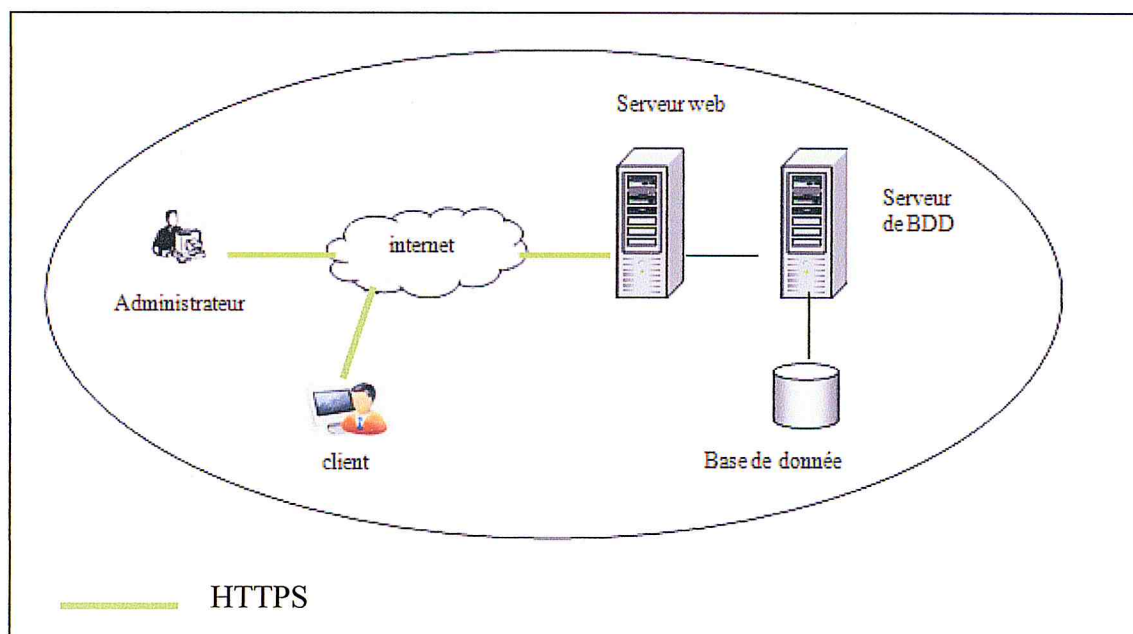 Serveur web
Serveur
de BDD
internet
Administrateur
client
Base de donnée
HTTPS